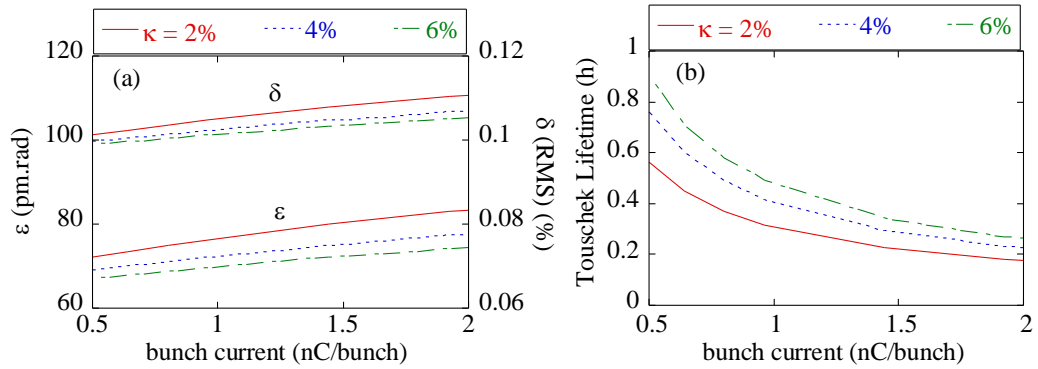 κ = 2% 4% 6%
(a)
δ
ε
120
100
80
60
ε (pm.rad)
0.12
0.1
0.08
0.06
δ (RMS) (%)
0.5 1 1.5 2
bunch current (nC/bunch)
κ = 2% 4% 6%
(b)
1
0.8
0.6
0.4
0.2
0
Touschek Lifetime (h)
0.5 1 1.5 2
bunch current (nC/bunch)